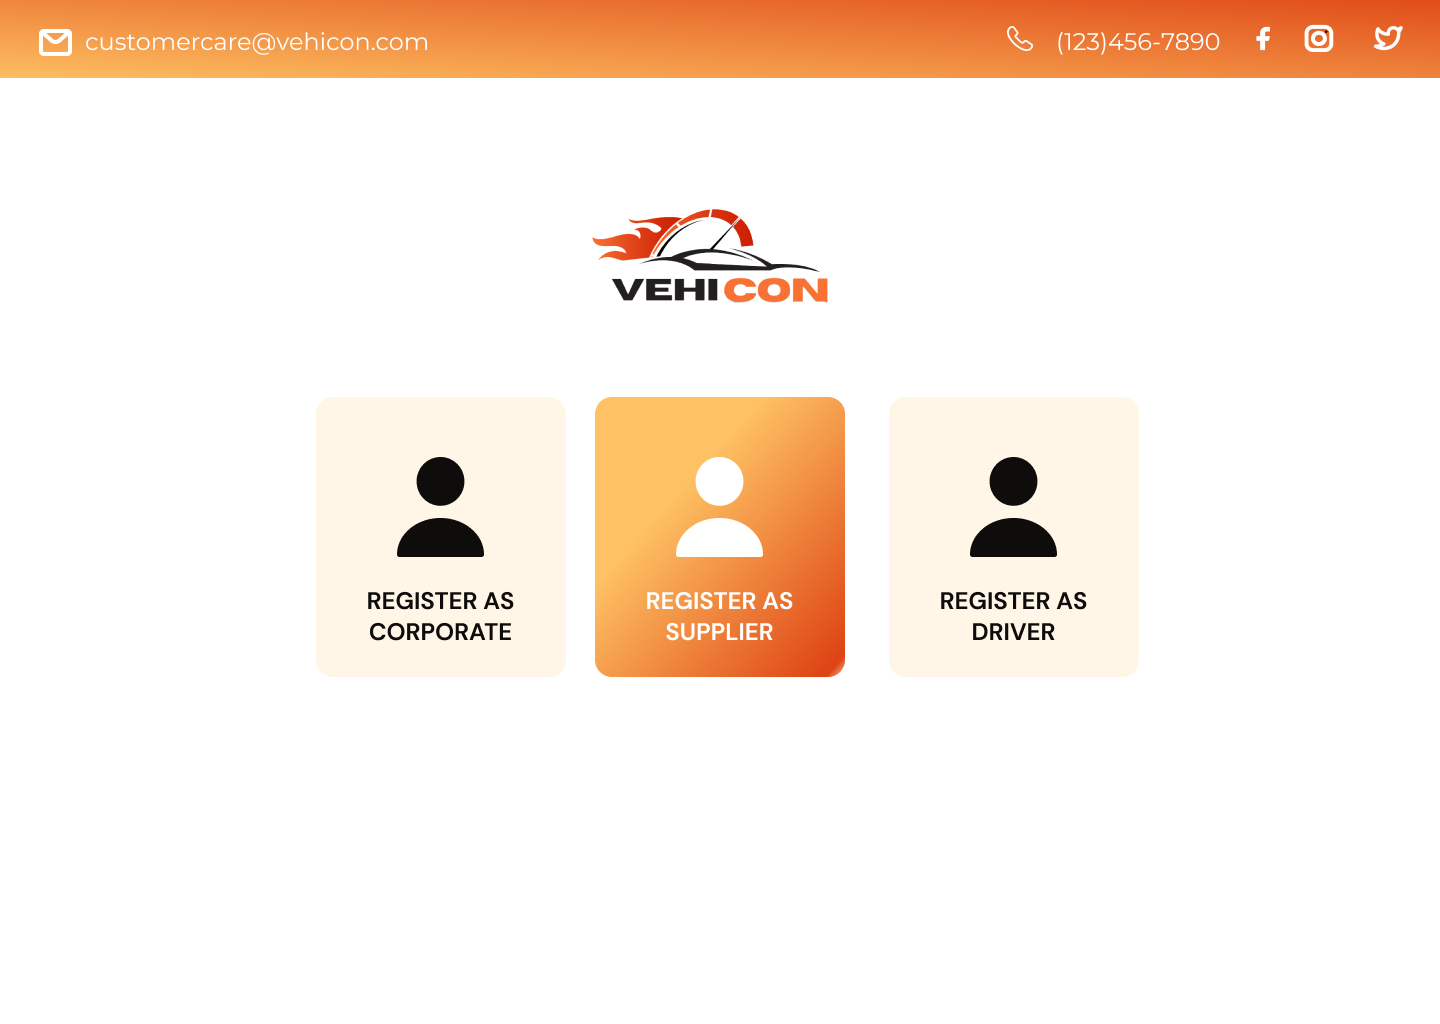 customercare@vehicon.com
(123)456-7890
VEHICON
REGISTER AS
CORPORATE
REGISTER AS
SUPPLIER
REGISTER AS
DRIVER